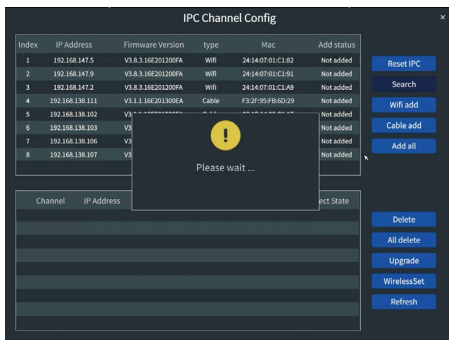 IPC Channel Config ×
Index IP Address Firmware Version type Mac Add status
1 192.168.147.5 V3.8.3.16E201200FA Wifi 24:14:07:01:C1:82 Not added
2 192.168.147.9 V3.8.3.16E201200FA Wifi 24:14:07:01:C1:91 Not added
3 192.168.147.2 V3.8.3.16E201200FA Wifi 24:14:07:01:C1:A9 Not added
4 192.168.138.111 V3.1.1.16E201300EA Cable F3:2F:95:FB:6D:29 Not added
5 192.168.138.102 Not added
6 192.168.138.103 V3 Not added
7 192.168.138.106 V3 Not added
8 192.168.138.107 V3 Not added
Reset IPC
Search
Wifi add
Cable add
Add all
!
Please wait ...
Channel IP Address ect State
Delete
All delete
Upgrade
WirelessSet
Refresh